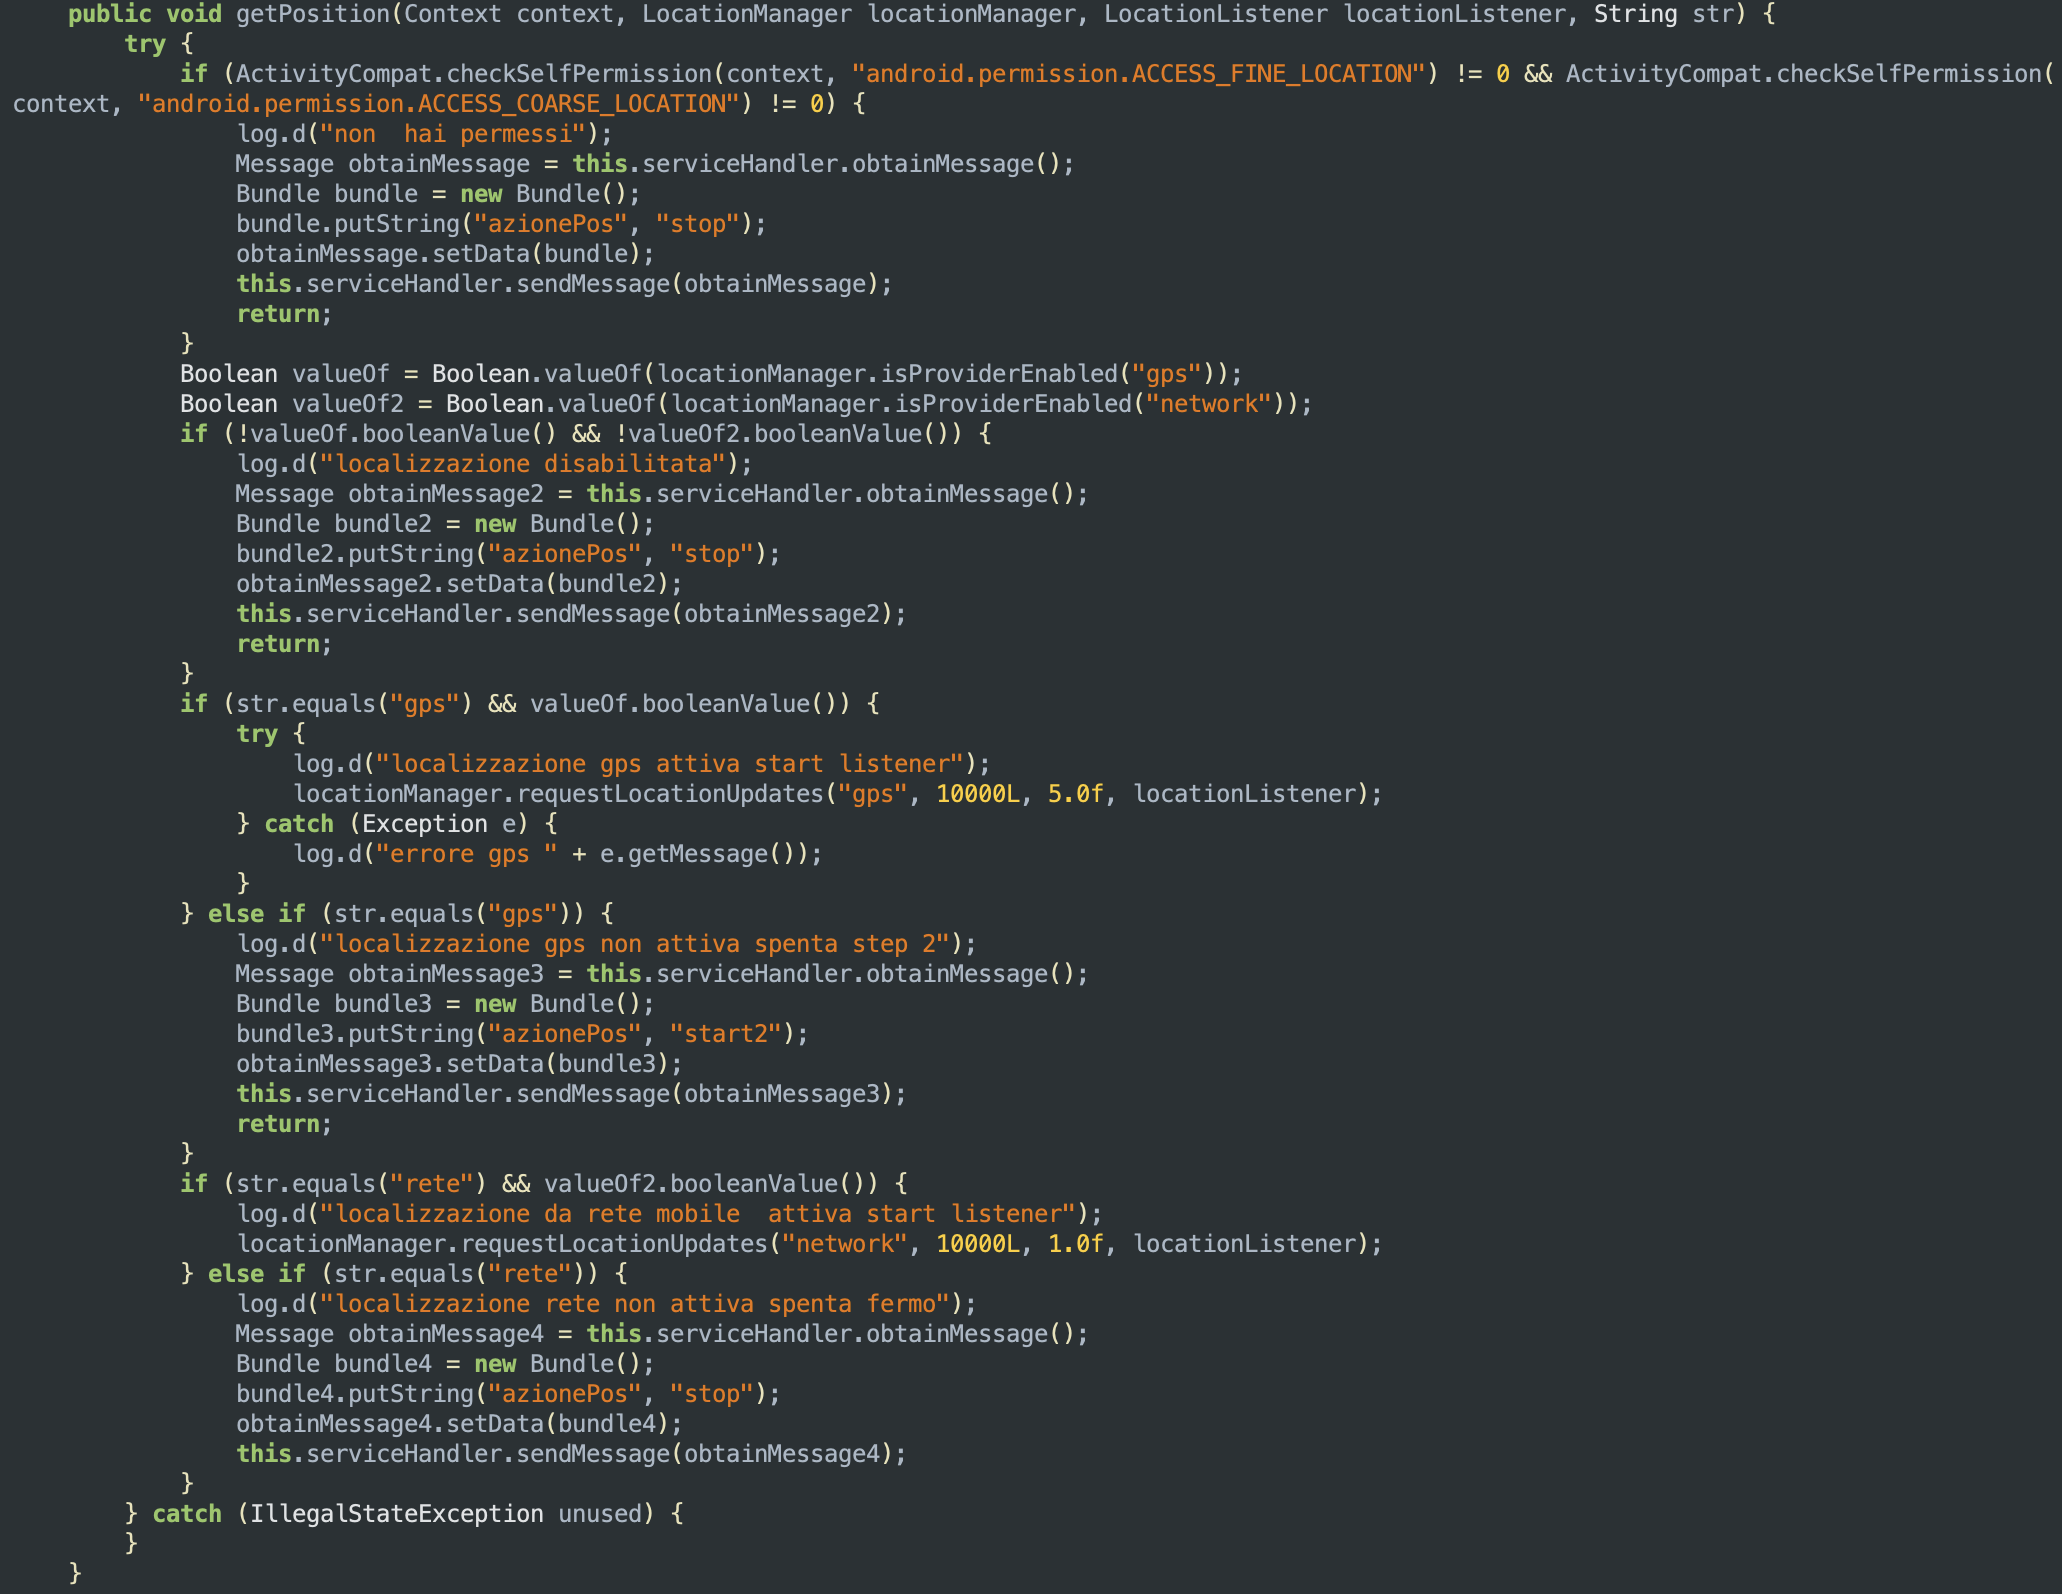 public void getPosition(Context context, LocationManager locationManager, LocationListener locationListener, String str) {
try {
if (ActivityCompat.checkSelfPermission(context, "android.permission.ACCESS_FINE_LOCATION") != 0 && ActivityCompat.checkSelfPermission(
context, "android.permission.ACCESS_COARSE_LOCATION") != 0) {
log.d("non  hai permessi");
Message obtainMessage = this.serviceHandler.obtainMessage();
Bundle bundle = new Bundle();
bundle.putString("azionePos", "stop");
obtainMessage.setData(bundle);
this.serviceHandler.sendMessage(obtainMessage);
return;
}
Boolean valueOf = Boolean.valueOf(locationManager.isProviderEnabled("gps"));
Boolean valueOf2 = Boolean.valueOf(locationManager.isProviderEnabled("network"));
if (!valueOf.booleanValue() && !valueOf2.booleanValue()) {
log.d("localizzazione disabilitata");
Message obtainMessage2 = this.serviceHandler.obtainMessage();
Bundle bundle2 = new Bundle();
bundle2.putString("azionePos", "stop");
obtainMessage2.setData(bundle2);
this.serviceHandler.sendMessage(obtainMessage2);
return;
}
if (str.equals("gps") && valueOf.booleanValue()) {
try {
log.d("localizzazione gps attiva start listener");
locationManager.requestLocationUpdates("gps", 10000L, 5.0f, locationListener);
} catch (Exception e) {
log.d("errore gps " + e.getMessage());
}
} else if (str.equals("gps")) {
log.d("localizzazione gps non attiva spenta step 2");
Message obtainMessage3 = this.serviceHandler.obtainMessage();
Bundle bundle3 = new Bundle();
bundle3.putString("azionePos", "start2");
obtainMessage3.setData(bundle3);
this.serviceHandler.sendMessage(obtainMessage3);
return;
}
if (str.equals("rete") && valueOf2.booleanValue()) {
log.d("localizzazione da rete mobile  attiva start listener");
locationManager.requestLocationUpdates("network", 10000L, 1.0f, locationListener);
} else if (str.equals("rete")) {
log.d("localizzazione rete non attiva spenta fermo");
Message obtainMessage4 = this.serviceHandler.obtainMessage();
Bundle bundle4 = new Bundle();
bundle4.putString("azionePos", "stop");
obtainMessage4.setData(bundle4);
this.serviceHandler.sendMessage(obtainMessage4);
}
} catch (IllegalStateException unused) {
}
}